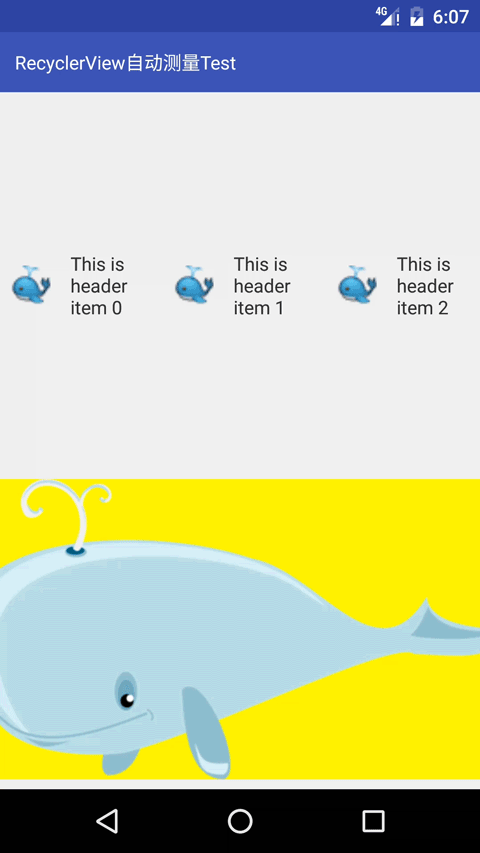 4G 6:07
RecyclerView自动测量Test
This is
header
item 0
This is
header
item 1
This is
header
item 2